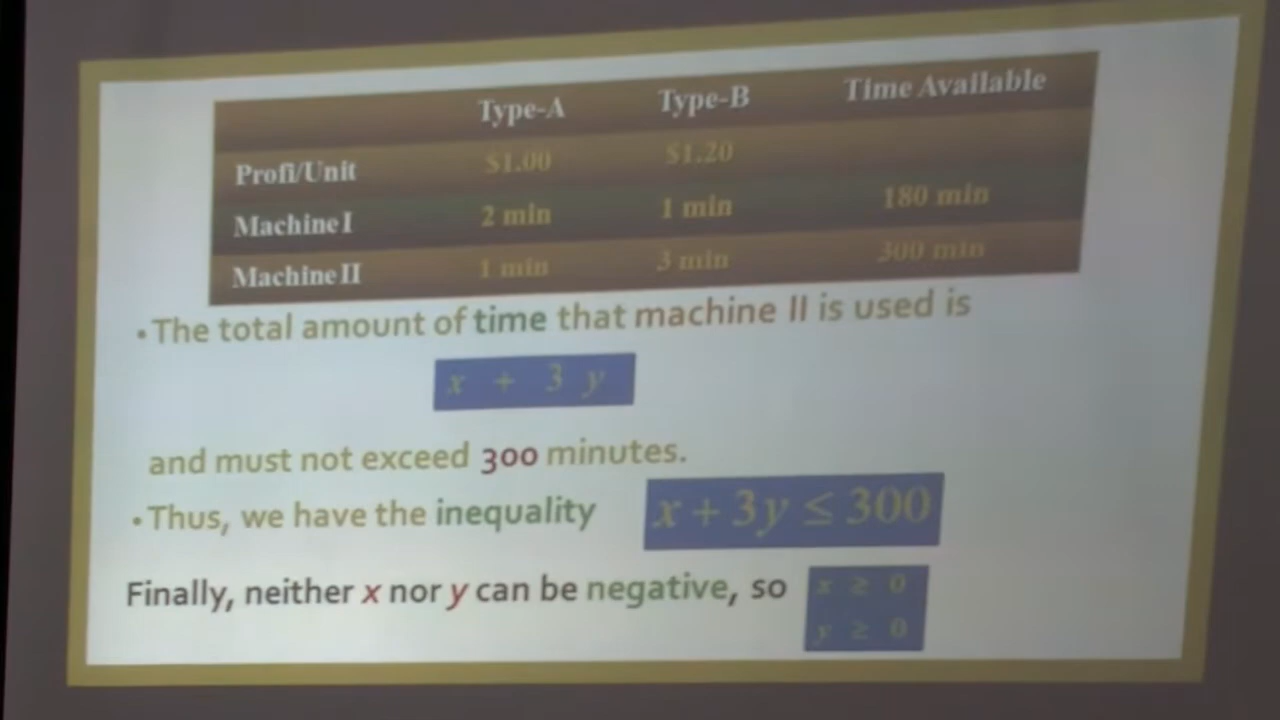 Type-A Type-B Time Available
Profi/Unit $1.00 $1.20
Machine I 2 min 1 min 180 min
Machine II 1 min 3 min 300 min
• The total amount of time that machine II is used is
x + 3 y
and must not exceed 300 minutes.
• Thus, we have the inequality x + 3y ≤ 300
Finally, neither x nor y can be negative, so x ≥ 0
y ≥ 0